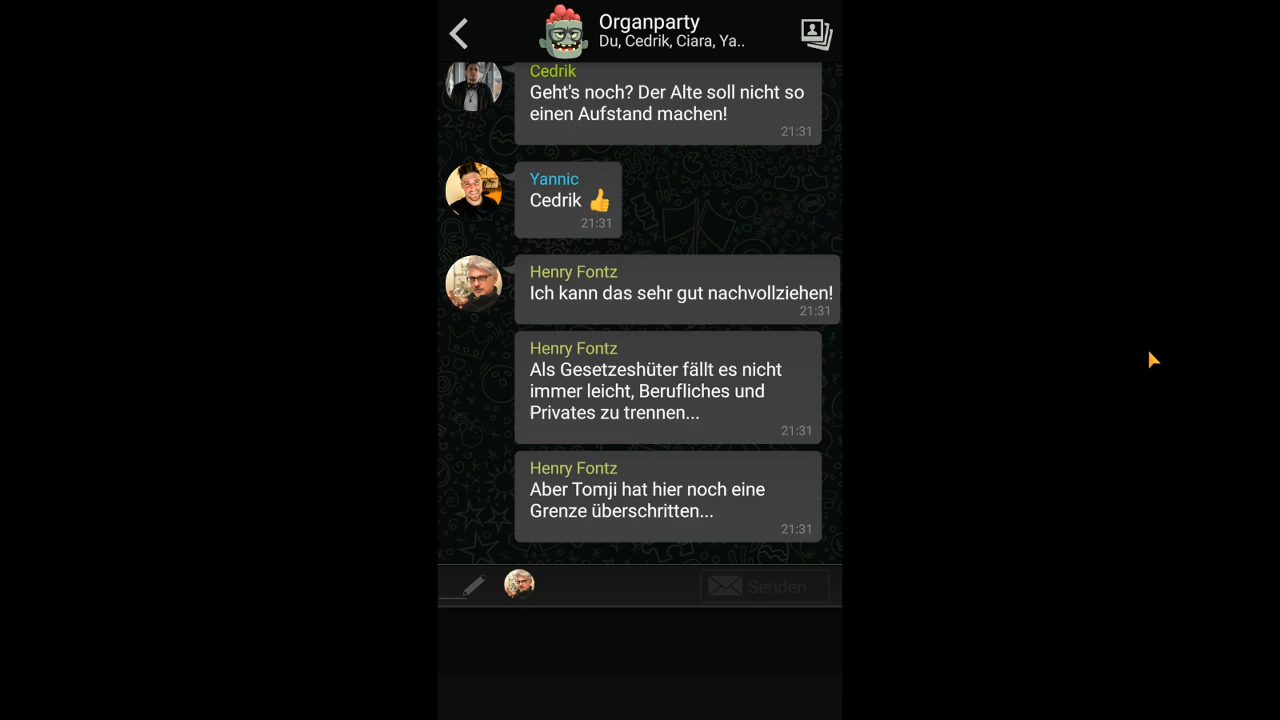 Organparty
Du, Cedrik, Ciara, Ya..
Cedrik
Geht's noch? Der Alte soll nicht so
einen Aufstand machen!
21:31
Yannic
Cedrik 👍
21:31
Henry Fontz
Ich kann das sehr gut nachvollziehen!
21:31
Henry Fontz
Als Gesetzeshüter fällt es nicht
immer leicht, Berufliches und
Privates zu trennen...
21:31
Henry Fontz
Aber Tomji hat hier noch eine
Grenze überschritten...
21:31
Senden